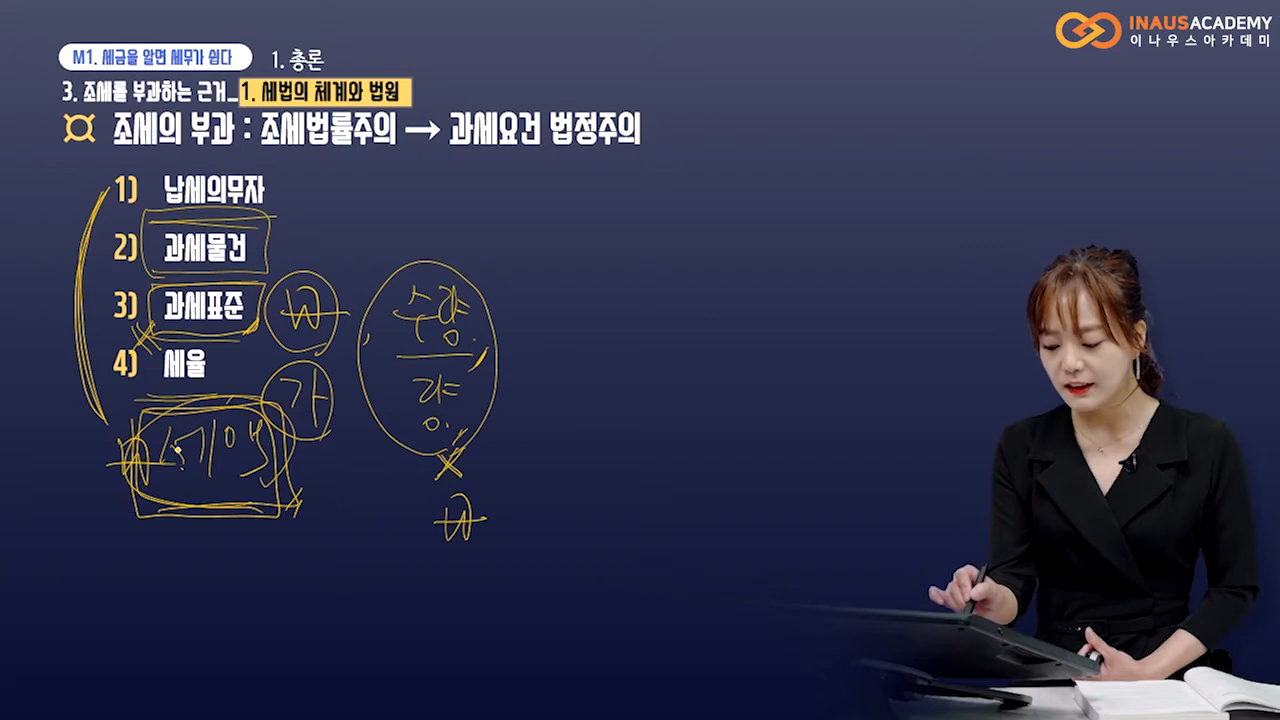 INAUSACADEMY
이나우스아카데미
M1. 세금을 알면 세무가 쉽다
1. 총론
3. 조세를 부과하는 근거_1. 세법의 체계와 법원
¤ 조세의 부과 : 조세법률주의 → 과세요건 법정주의
1) 납세의무자
2) 과세물건
3) 과세표준
₩
4) 세율
가
수량
량
₩
₩